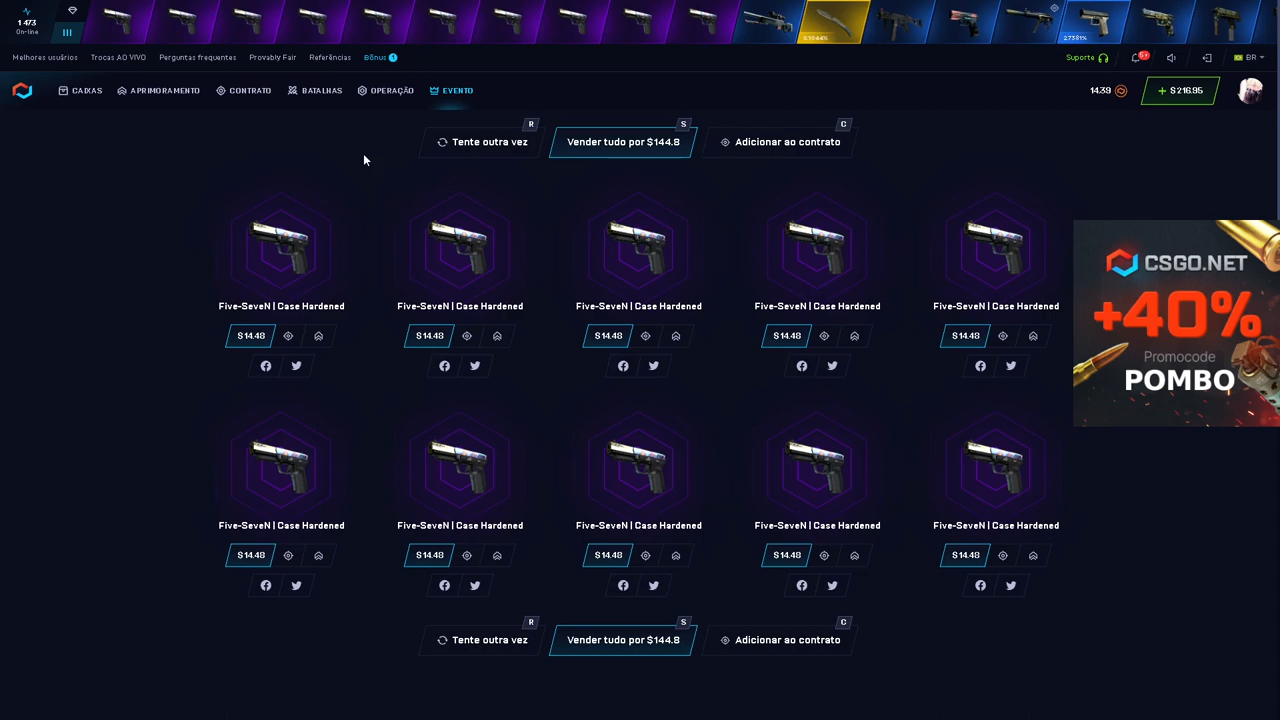 1 473
On-line
0.1044%
2.7381%
Melhores usuários Trocas AO VIVO Perguntas frequentes Provably Fair Referências Bônus 1
Suporte 5+ BR
CAIXAS APRIMORAMENTO CONTRATO BATALHAS OPERAÇÃO EVENTO
14.39 + $ 216.95
R S C
Tente outra vez Vender tudo por $144.8 Adicionar ao contrato
Five-SeveN | Case Hardened Five-SeveN | Case Hardened Five-SeveN | Case Hardened Five-SeveN | Case Hardened Five-SeveN | Case Hardened
$ 14.48 $ 14.48 $ 14.48 $ 14.48 $ 14.48
CSGO.NET
+40%
Promocode
POMBO
Five-SeveN | Case Hardened Five-SeveN | Case Hardened Five-SeveN | Case Hardened Five-SeveN | Case Hardened Five-SeveN | Case Hardened
$ 14.48 $ 14.48 $ 14.48 $ 14.48 $ 14.48
R S C
Tente outra vez Vender tudo por $144.8 Adicionar ao contrato